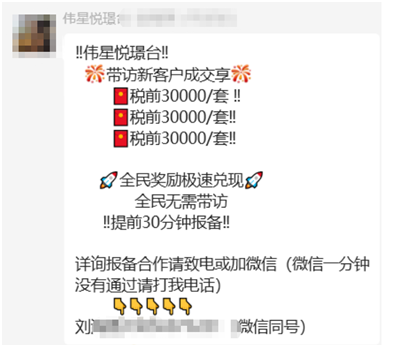 伟星悦璟
‼伟星悦璟台‼
🎊带访新客户成交享🎊
🧧税前30000/套 ‼
🧧税前30000/套‼
🧧税前30000/套‼
🚀全民奖励极速兑现🚀
全民无需带访
‼提前30分钟报备‼
详询报备合作请致电或加微信（微信一分钟
没有通过请打我电话）
👇👇👇👇👇
刘 微信同号）